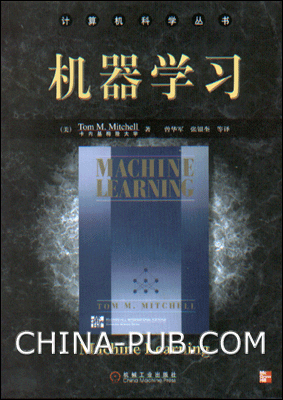 计算机科学丛书
机器学习
(美) Tom M. Mitchell 著 曾华军 张银奎 等译
卡内基梅隆大学
MACHINE
LEARNING
TOM M. MITCHELL
CHINA-PUB.COM
Machine Learning
机械工业出版社
China Machine Press